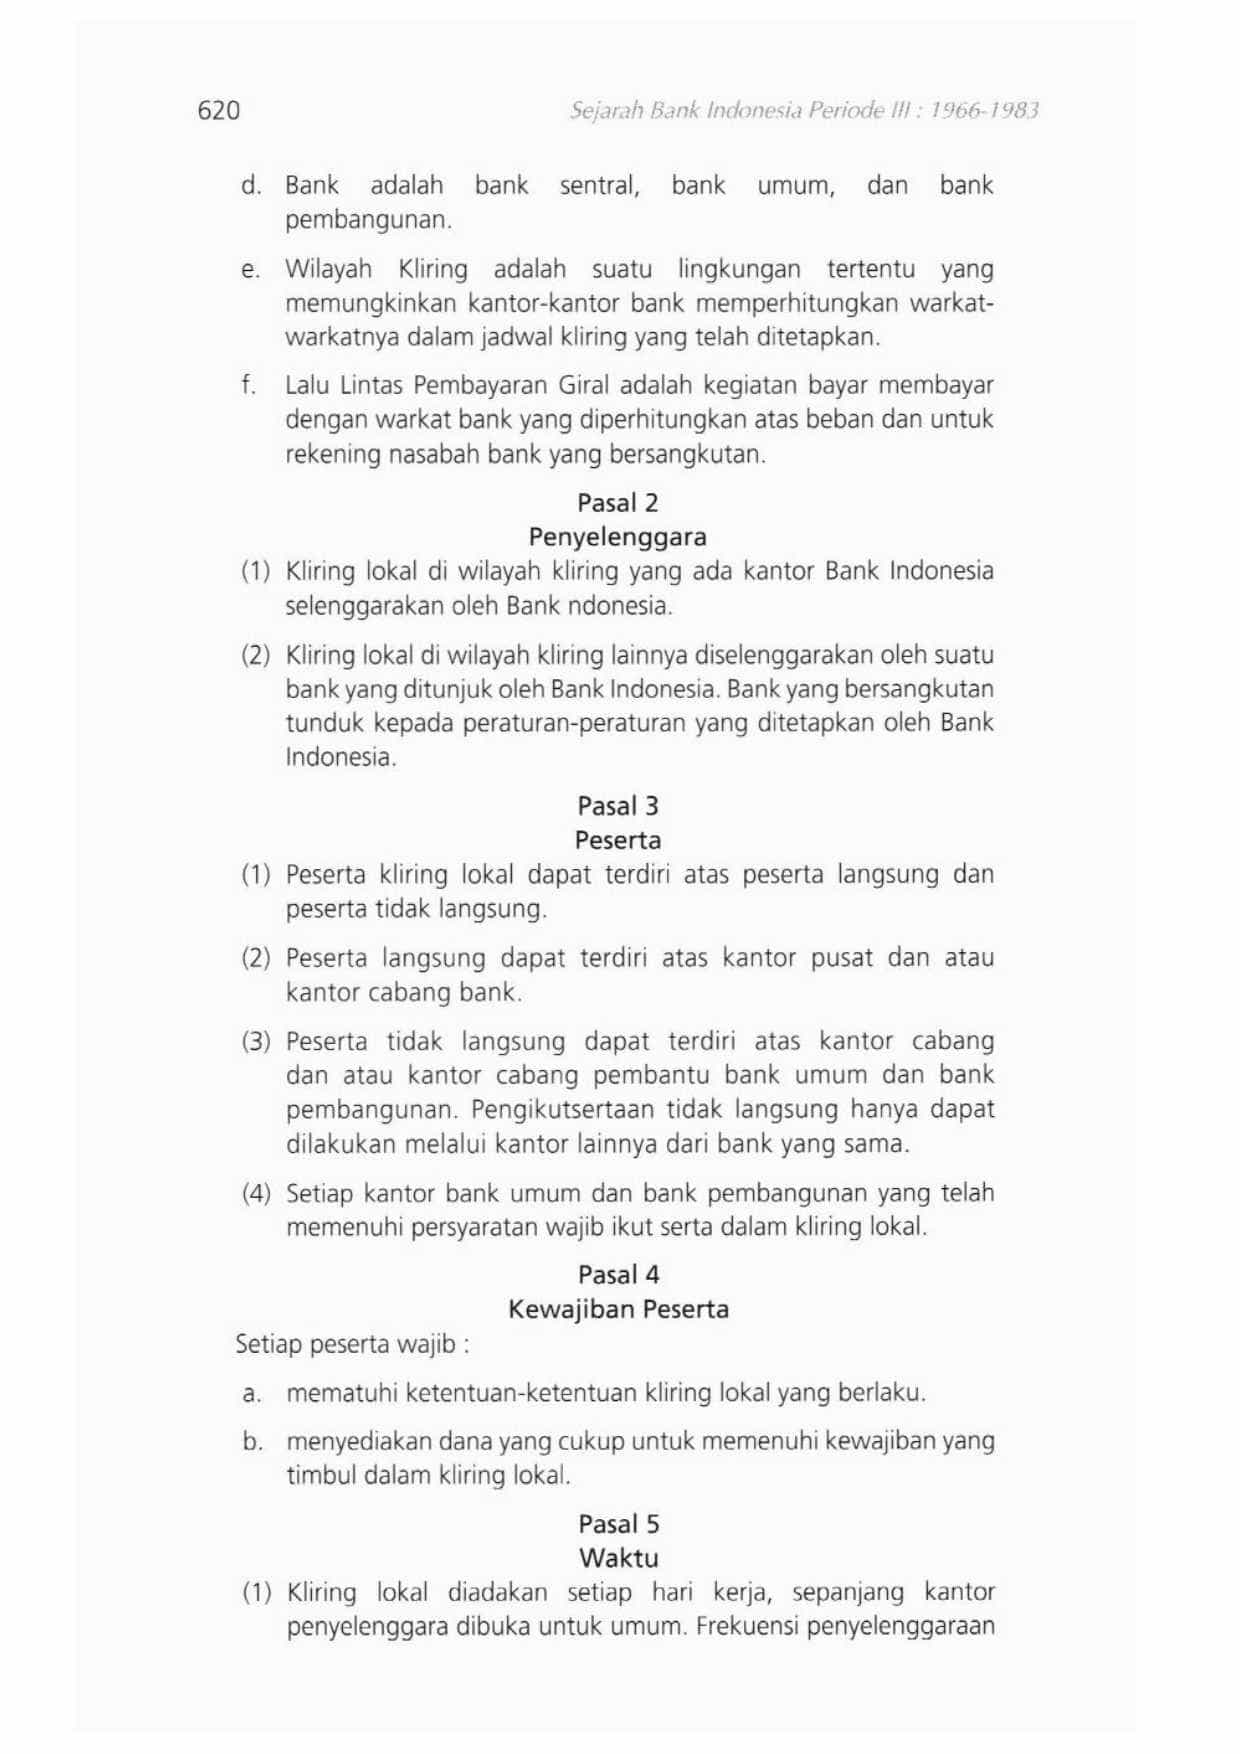 620
Sejarah Bank Indonesia Periode III : 1966-1983
d. Bank adalah bank sentral, bank umum, dan bank
pembangunan.
e. Wilayah Kliring adalah suatu lingkungan tertentu yang
memungkinkan kantor-kantor bank memperhitungkan warkat-
warkatnya dalam jadwal kliring yang telah ditetapkan.
f. Lalu Lintas Pembayaran Giral adalah kegiatan bayar membayar
dengan warkat bank yang diperhitungkan atas beban dan untuk
rekening nasabah bank yang bersangkutan.
Pasal 2
Penyelenggara
(1) Kliring lokal di wilayah kliring yang ada kantor Bank Indonesia
selenggarakan oleh Bank ndonesia.
(2) Kliring lokal di wilayah kliring lainnya diselenggarakan oleh suatu
bank yang ditunjuk oleh Bank Indonesia. Bank yang bersangkutan
tunduk kepada peraturan-peraturan yang ditetapkan oleh Bank
Indonesia.
Pasal 3
Peserta
(1) Peserta kliring lokal dapat terdiri atas peserta langsung dan
peserta tidak langsung.
(2) Peserta langsung dapat terdiri atas kantor pusat dan atau
kantor cabang bank.
(3) Peserta tidak langsung dapat terdiri atas kantor cabang
dan atau kantor cabang pembantu bank umum dan bank
pembangunan. Pengikutsertaan tidak langsung hanya dapat
dilakukan melalui kantor lainnya dari bank yang sama.
(4) Setiap kantor bank umum dan bank pembangunan yang telah
memenuhi persyaratan wajib ikut serta dalam kliring lokal.
Pasal 4
Kewajiban Peserta
Setiap peserta wajib :
a. mematuhi ketentuan-ketentuan kliring lokal yang berlaku.
b. menyediakan dana yang cukup untuk memenuhi kewajiban yang
timbul dalam kliring lokal.
Pasal 5
Waktu
(1) Kliring lokal diadakan setiap hari kerja, sepanjang kantor
penyelenggara dibuka untuk umum. Frekuensi penyelenggaraan